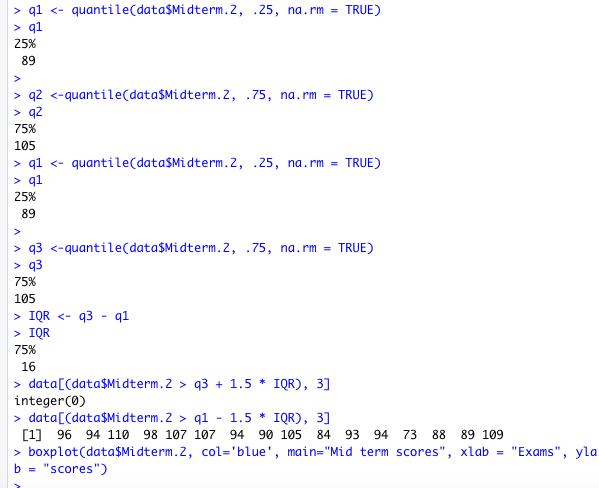 > q1 <- quantile(data$Midterm.2, .25, na.rm = TRUE)
> q1
25%
 89
>
> q2 <-quantile(data$Midterm.2, .75, na.rm = TRUE)
> q2
75%
105
> q1 <- quantile(data$Midterm.2, .25, na.rm = TRUE)
> q1
25%
 89
>
> q3 <-quantile(data$Midterm.2, .75, na.rm = TRUE)
> q3
75%
105
> IQR <- q3 - q1
> IQR
75%
 16
> data[(data$Midterm.2 > q3 + 1.5 * IQR), 3]
integer(0)
> data[(data$Midterm.2 > q1 - 1.5 * IQR), 3]
 [1]  96  94 110  98 107 107  94  90 105  84  93  94  73  88  89 109
> boxplot(data$Midterm.2, col='blue', main="Mid term scores", xlab = "Exams", yla
b = "scores")
>